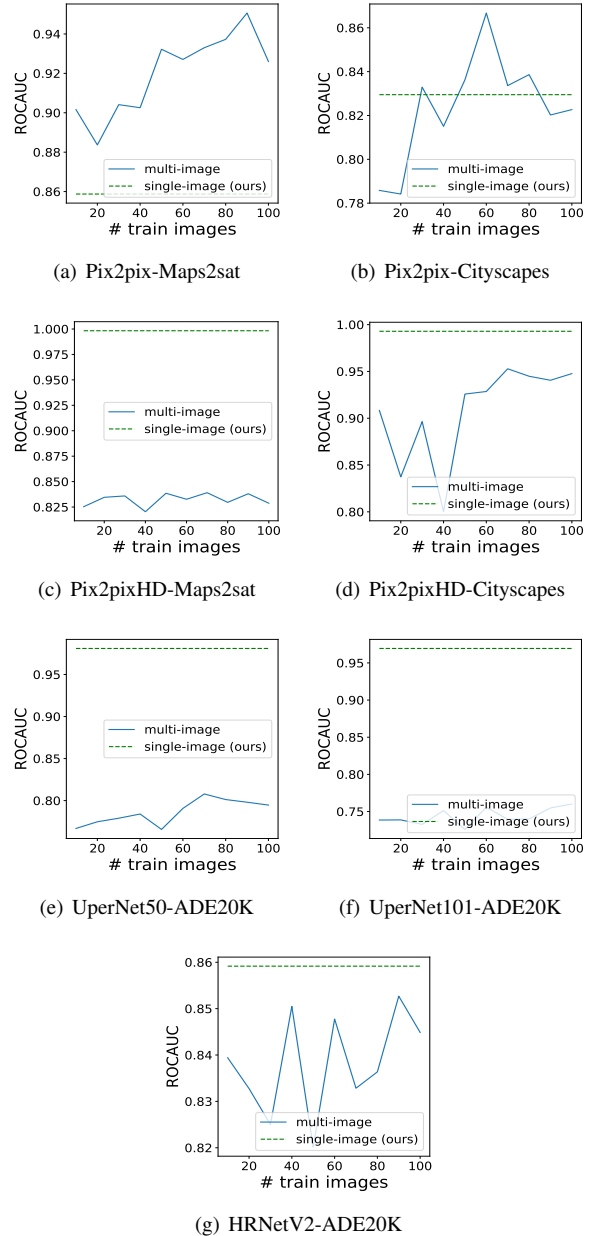 0.94
0.92
0.90
0.88
0.86
ROCAUC
multi-image
single-image (ours)
20 40 60 80 100
# train images
(a) Pix2pix-Maps2sat
0.86
0.84
0.82
0.80
0.78
ROCAUC
multi-image
single-image (ours)
20 40 60 80 100
# train images
(b) Pix2pix-Cityscapes
1.000
0.975
0.950
0.925
0.900
0.875
0.850
0.825
ROCAUC
multi-image
single-image (ours)
20 40 60 80 100
# train images
(c) Pix2pixHD-Maps2sat
1.00
0.95
0.90
0.85
0.80
ROCAUC
multi-image
single-image (ours)
20 40 60 80 100
# train images
(d) Pix2pixHD-Cityscapes
0.95
0.90
0.85
0.80
ROCAUC
multi-image
single-image (ours)
20 40 60 80 100
# train images
(e) UperNet50-ADE20K
0.95
0.90
0.85
0.80
0.75
ROCAUC
multi-image
single-image (ours)
20 40 60 80 100
# train images
(f) UperNet101-ADE20K
0.86
0.85
0.84
0.83
0.82
ROCAUC
multi-image
single-image (ours)
20 40 60 80 100
# train images
(g) HRNetV2-ADE20K